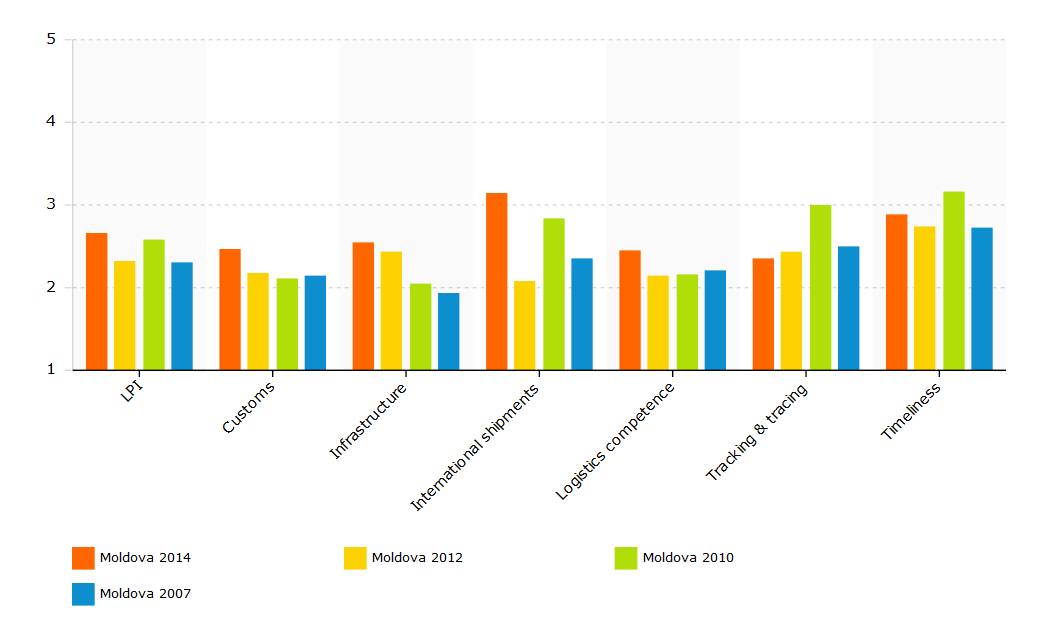 5
4
3
2
1
LPI
Customs
Infrastructure
International shipments
Logistics competence
Tracking & tracing
Timeliness
Moldova 2014
Moldova 2012
Moldova 2010
Moldova 2007